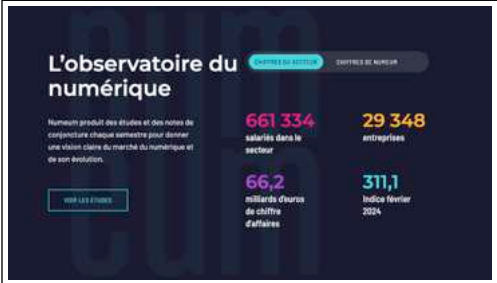 L'observatoire du
numérique
Numeum produit des études et des notes de
conjoncture chaque semestre pour donner
une vision claire du marché du numérique et
de son évolution.
VOIR LES ÉTUDES
CHIFFRES DU SECTEUR
CHIFFRES DE NUMEUM
661 334
salariés dans le
secteur
29 348
entreprises
66,2
milliards d'euros
de chiffre
d'affaires
311,1
Indice février
2024